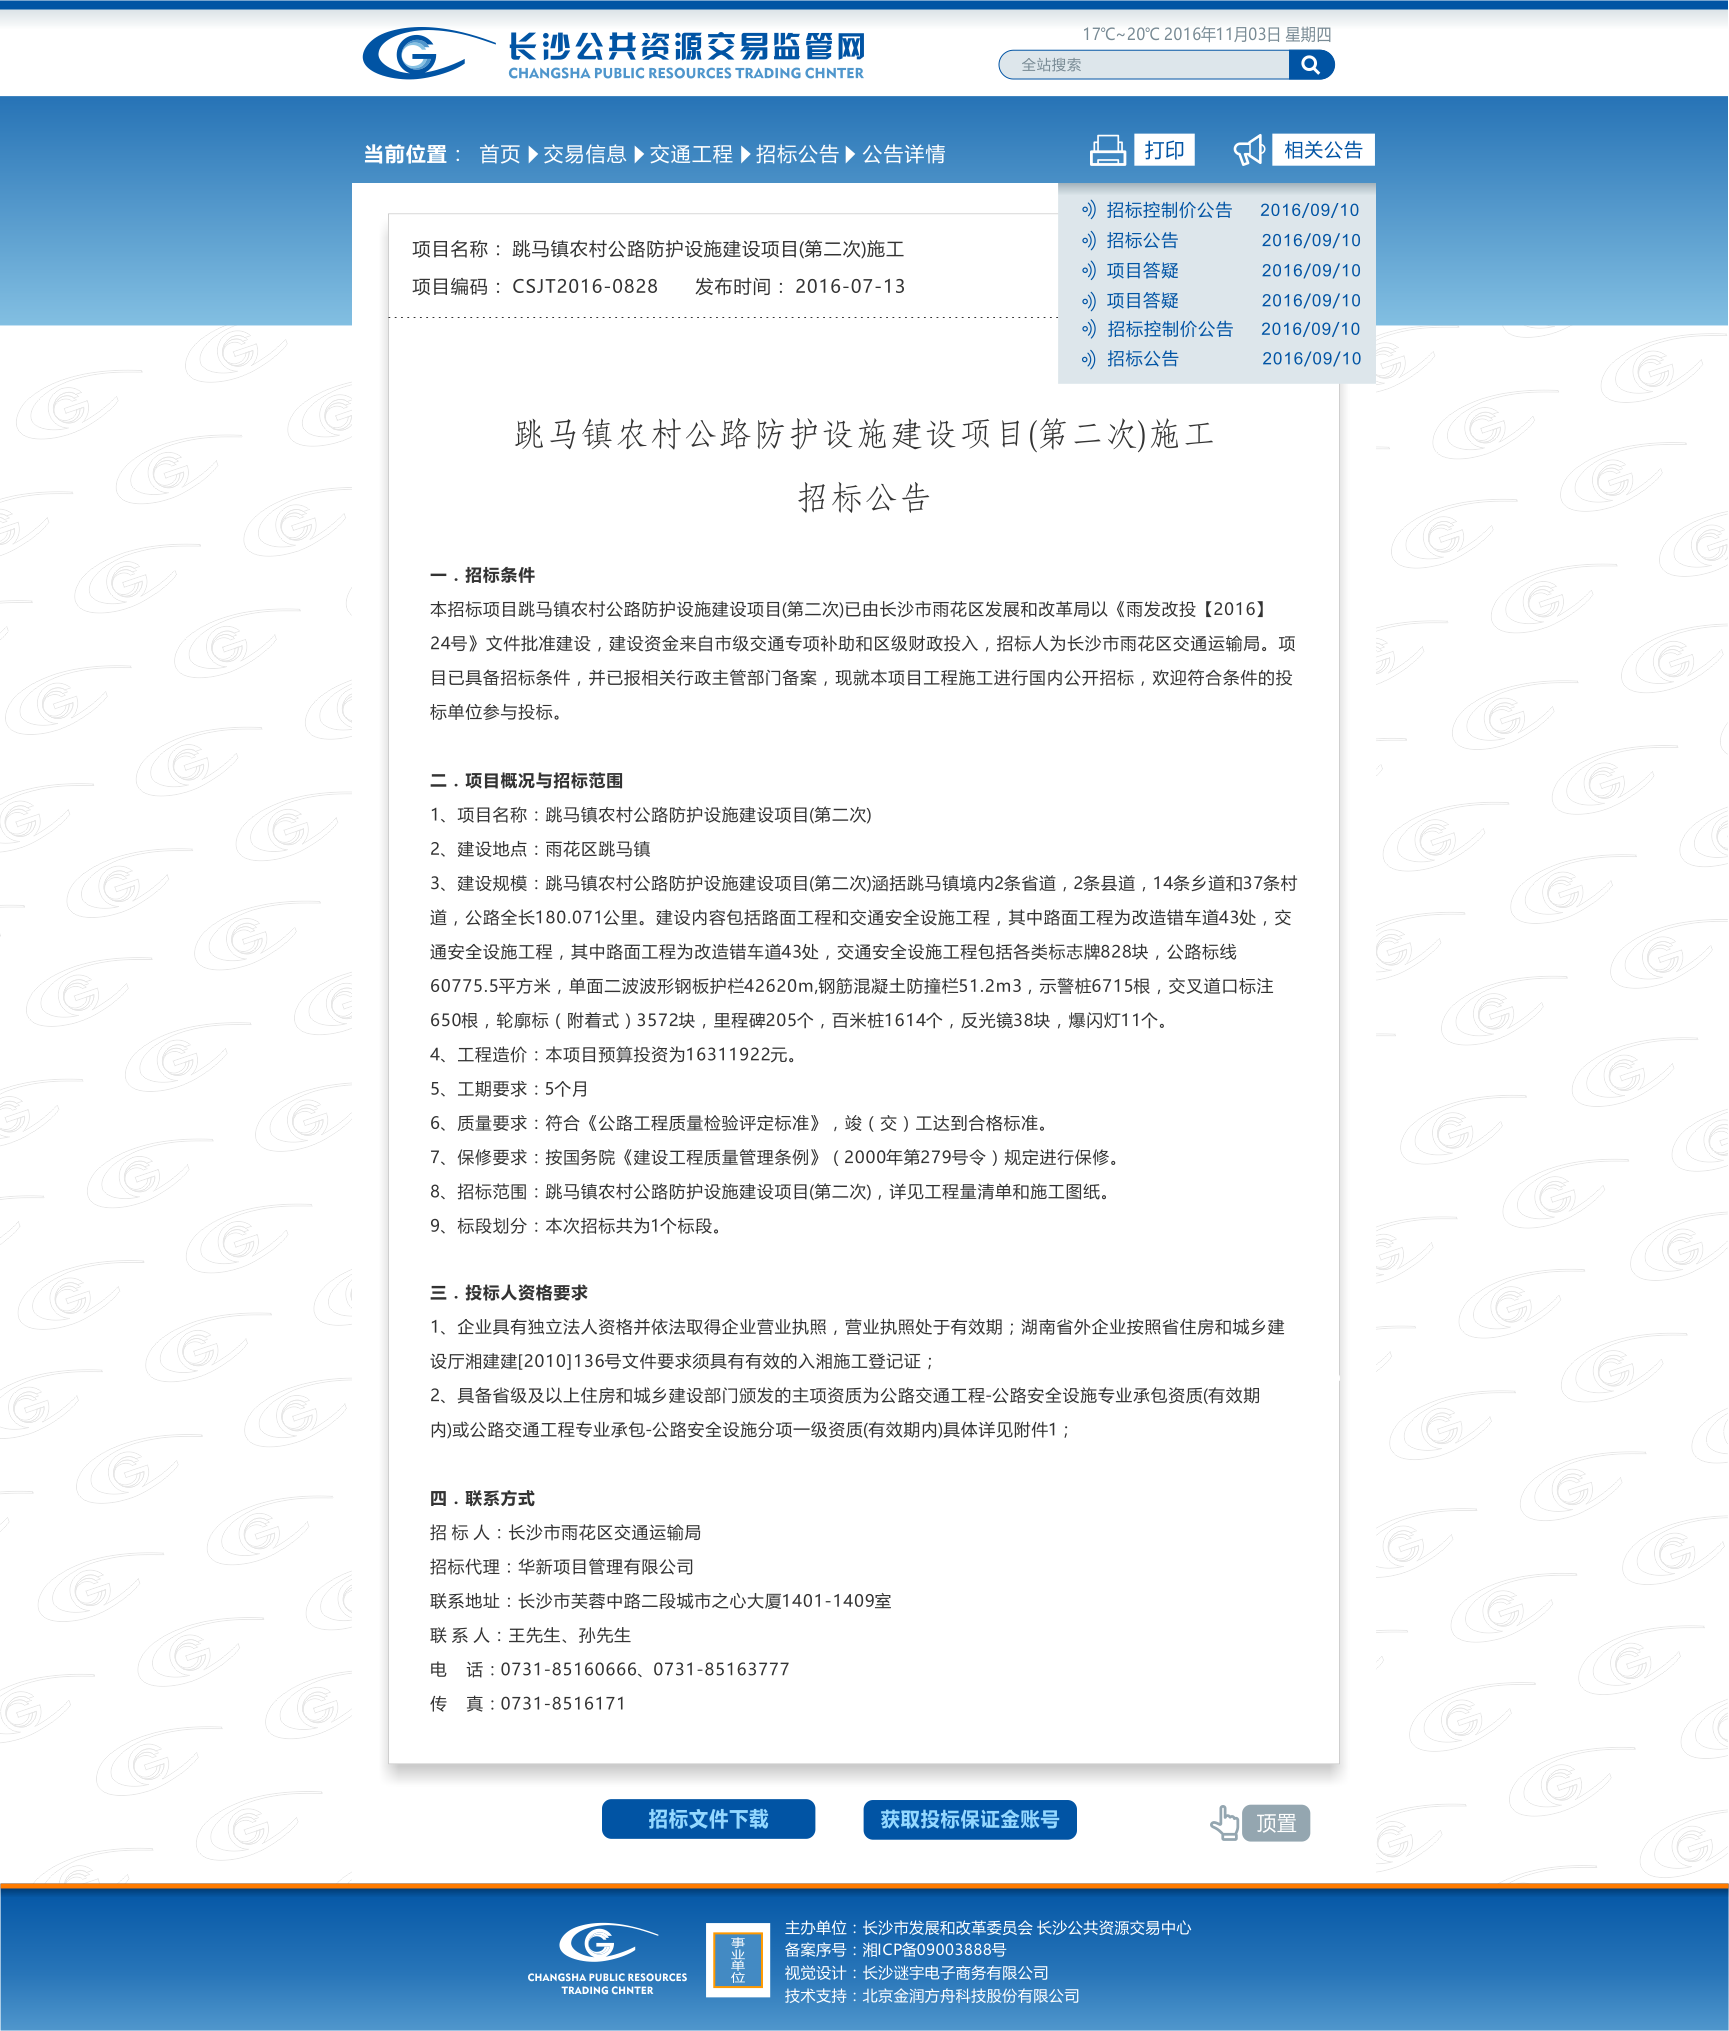 17℃~20℃ 2016年11月03日 星期四
长沙公共资源交易监管网
CHANGSHA PUBLIC RESOURCES TRADING CHNTER
全站搜索
当前位置： 首页 交易信息 交通工程 招标公告 公告详情
打印
相关公告
招标控制价公告 2016/09/10
招标公告 2016/09/10
项目答疑 2016/09/10
项目答疑 2016/09/10
招标控制价公告 2016/09/10
招标公告 2016/09/10
项目名称： 跳马镇农村公路防护设施建设项目(第二次)施工
项目编码： CSJT2016-0828 发布时间： 2016-07-13
跳马镇农村公路防护设施建设项目(第二次)施工
招标公告
一．招标条件
本招标项目跳马镇农村公路防护设施建设项目(第二次)已由长沙市雨花区发展和改革局以《雨发改投【2016】
24号》文件批准建设，建设资金来自市级交通专项补助和区级财政投入，招标人为长沙市雨花区交通运输局。项
目已具备招标条件，并已报相关行政主管部门备案，现就本项目工程施工进行国内公开招标，欢迎符合条件的投
标单位参与投标。
二．项目概况与招标范围
1、项目名称：跳马镇农村公路防护设施建设项目(第二次)
2、建设地点：雨花区跳马镇
3、建设规模：跳马镇农村公路防护设施建设项目(第二次)涵括跳马镇境内2条省道，2条县道，14条乡道和37条村
道，公路全长180.071公里。建设内容包括路面工程和交通安全设施工程，其中路面工程为改造错车道43处，交
通安全设施工程，其中路面工程为改造错车道43处，交通安全设施工程包括各类标志牌828块，公路标线
60775.5平方米，单面二波波形钢板护栏42620m,钢筋混凝土防撞栏51.2m3，示警桩6715根，交叉道口标注
650根，轮廓标（附着式）3572块，里程碑205个，百米桩1614个，反光镜38块，爆闪灯11个。
4、工程造价：本项目预算投资为16311922元。
5、工期要求：5个月
6、质量要求：符合《公路工程质量检验评定标准》，竣（交）工达到合格标准。
7、保修要求：按国务院《建设工程质量管理条例》（2000年第279号令）规定进行保修。
8、招标范围：跳马镇农村公路防护设施建设项目(第二次)，详见工程量清单和施工图纸。
9、标段划分：本次招标共为1个标段。
三．投标人资格要求
1、企业具有独立法人资格并依法取得企业营业执照，营业执照处于有效期；湖南省外企业按照省住房和城乡建
设厅湘建建[2010]136号文件要求须具有有效的入湘施工登记证；
2、具备省级及以上住房和城乡建设部门颁发的主项资质为公路交通工程-公路安全设施专业承包资质(有效期
内)或公路交通工程专业承包-公路安全设施分项一级资质(有效期内)具体详见附件1；
四．联系方式
招 标 人：长沙市雨花区交通运输局
招标代理：华新项目管理有限公司
联系地址：长沙市芙蓉中路二段城市之心大厦1401-1409室
联 系 人：王先生、孙先生
电 话：0731-85160666、0731-85163777
传 真：0731-8516171
招标文件下载
获取投标保证金账号
顶置
CHANGSHA PUBLIC RESOURCES
TRADING CHNTER
事业单位
主办单位：长沙市发展和改革委员会 长沙公共资源交易中心
备案序号：湘ICP备09003888号
视觉设计：长沙谜宇电子商务有限公司
技术支持：北京金润方舟科技股份有限公司